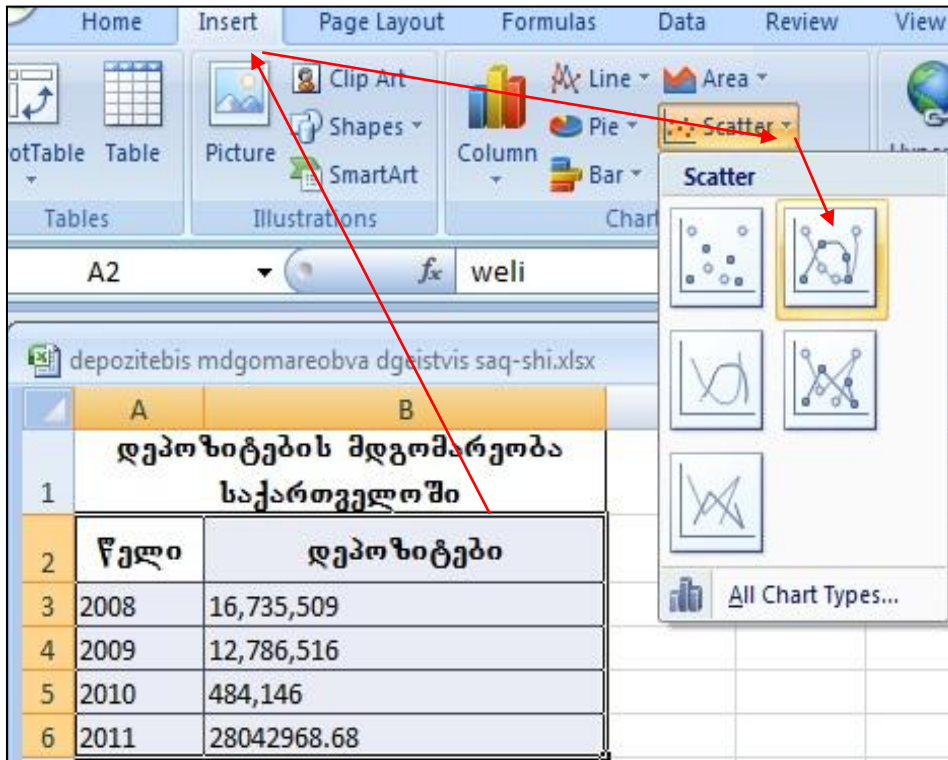 Home Insert Page Layout Formulas Data Review View
Clip Art Line Area
Shapes Pie Scatter
otTable Table Picture SmartArt Column Bar
Scatter
Tables Illustrations Chart
A2 fx weli
depozitebis mdgomareobva dgeistvis saq-shi.xlsx
A B
დეპოზიტების მდგომარეობა
1 საქართველოში
2 წელი დეპოზიტები
3 2008 16,735,509
4 2009 12,786,516
5 2010 484,146
6 2011 28042968.68
All Chart Types...